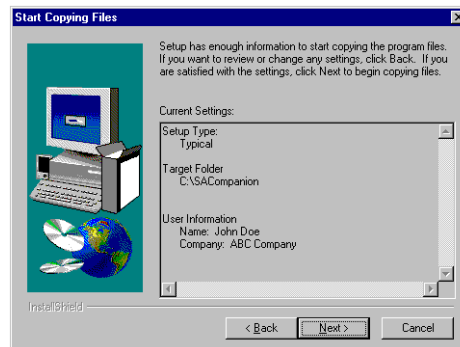 Start Copying Files
Setup has enough information to start copying the program files.
If you want to review or change any settings, click Back. If you
are satisfied with the settings, click Next to begin copying files.
Current Settings:
Setup Type:
Typical
Target Folder
C:\SACompanion
User Information
Name: John Doe
Company: ABC Company
InstallShield
< Back
Next >
Cancel